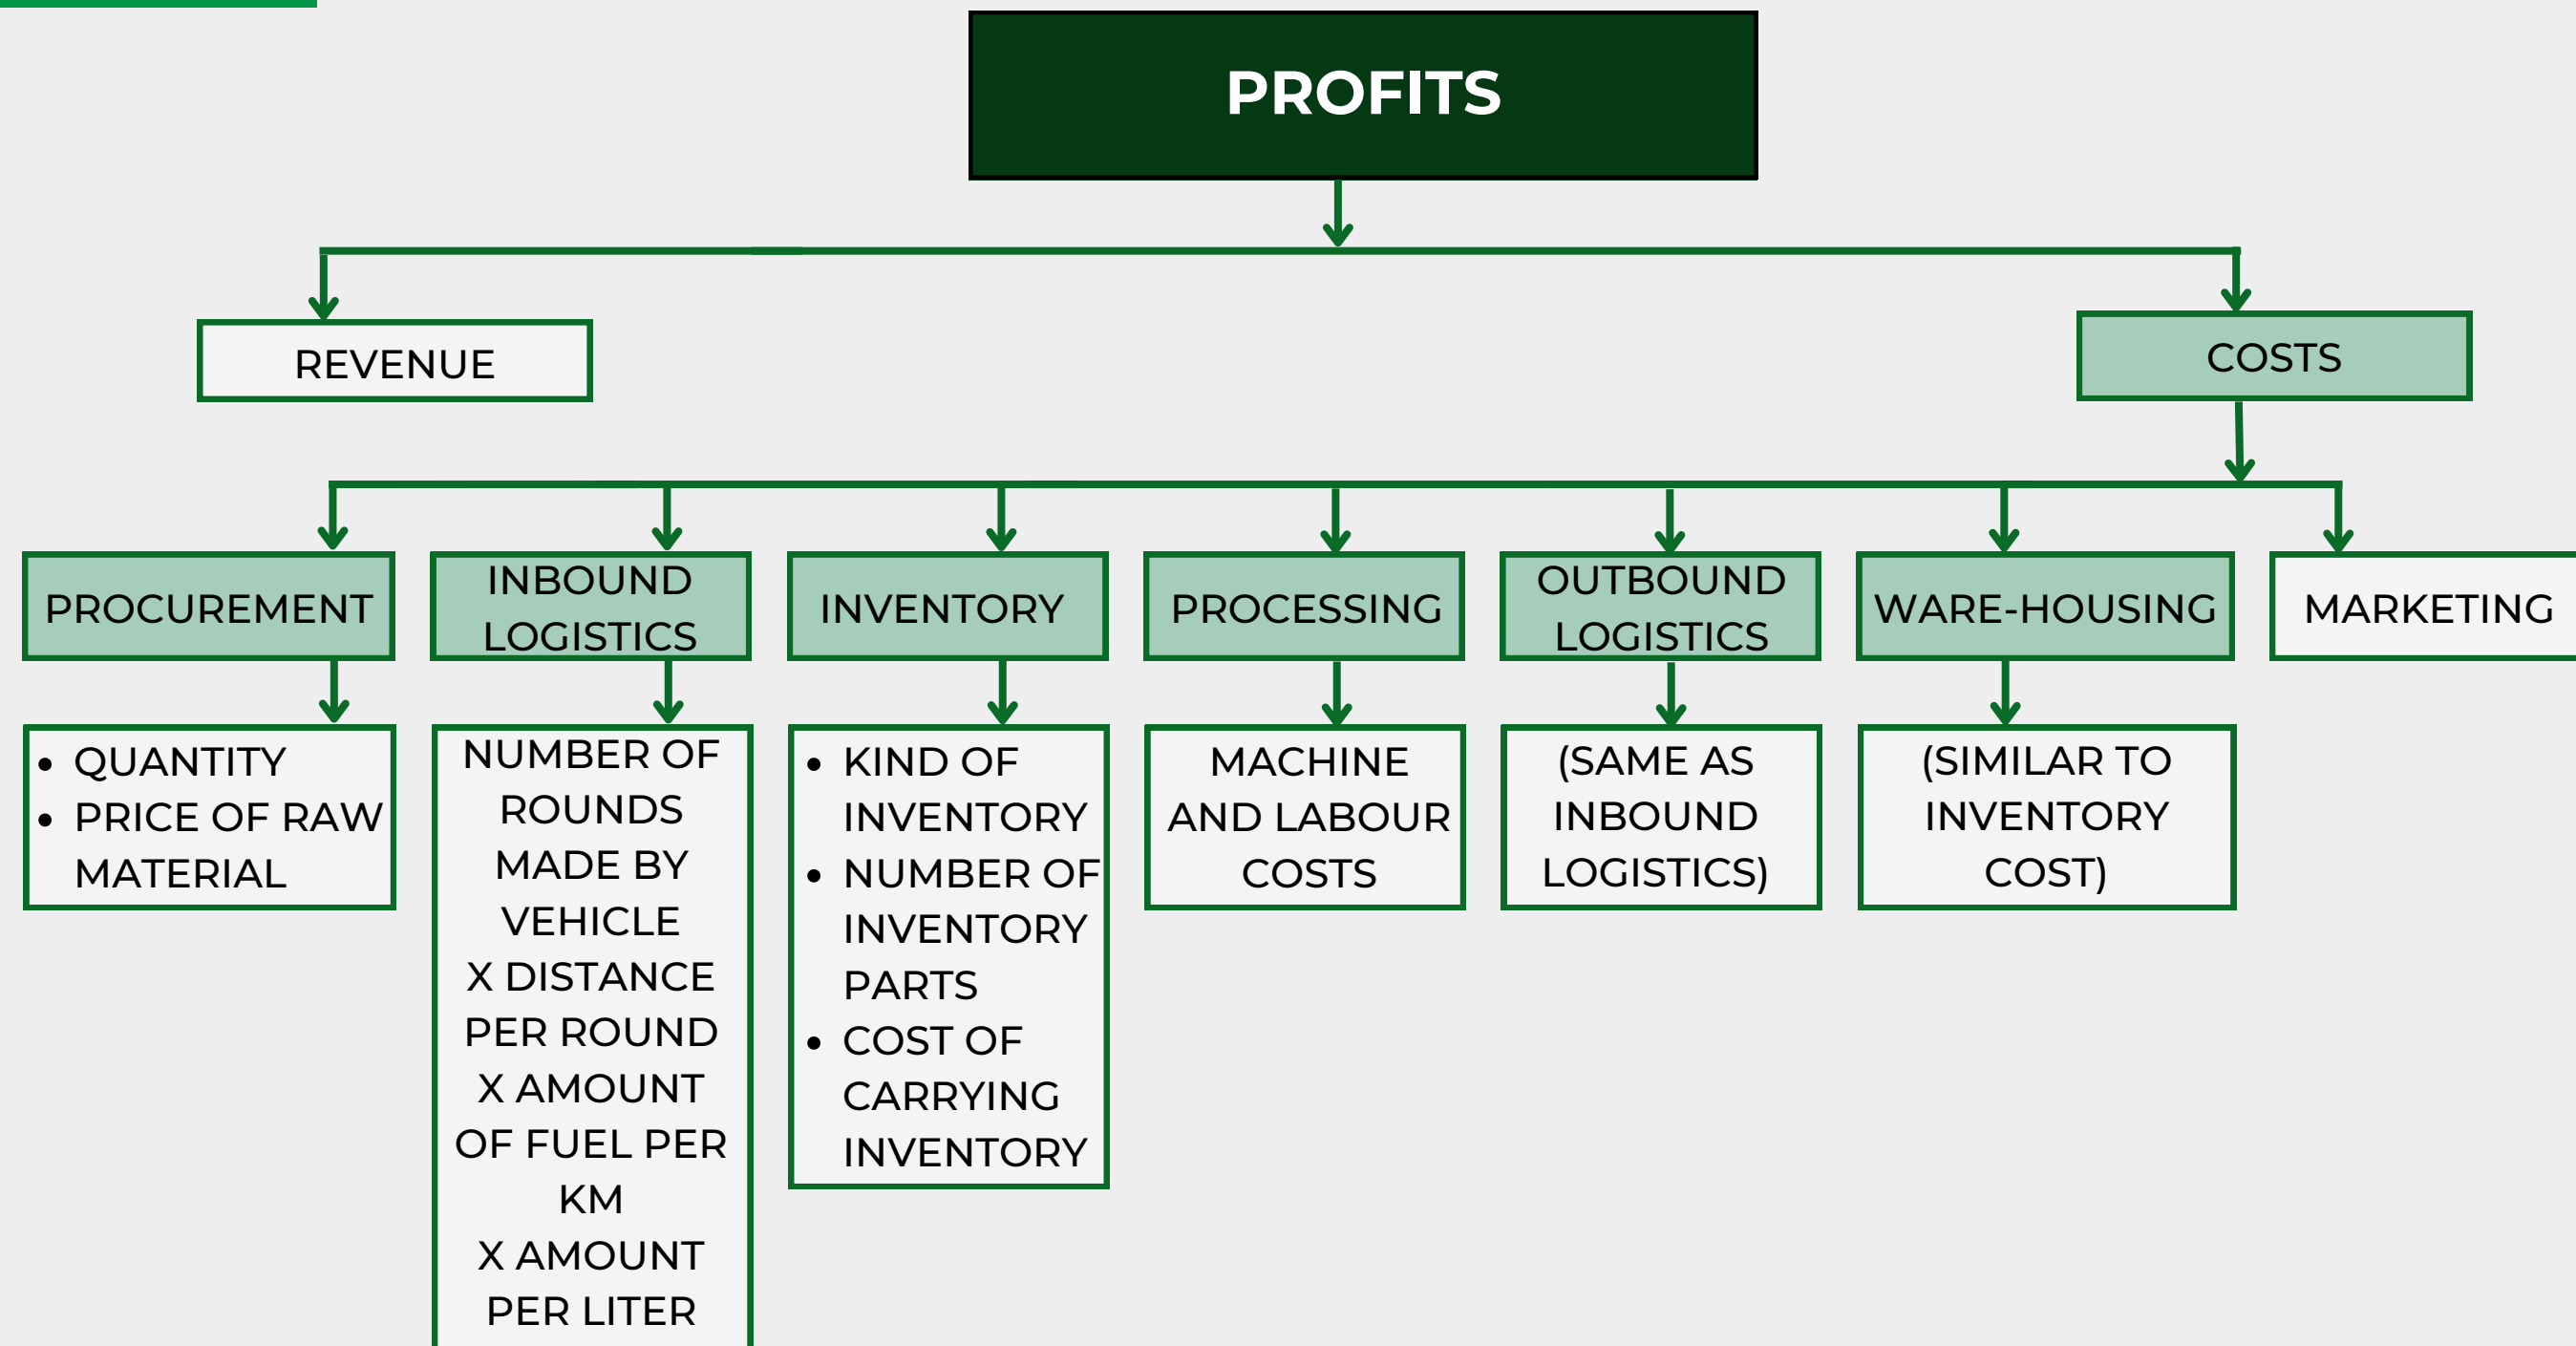 PROFITS
REVENUE
COSTS
PROCUREMENT
INBOUND
LOGISTICS
INVENTORY
PROCESSING
OUTBOUND
LOGISTICS
WARE-HOUSING
MARKETING
• QUANTITY
• PRICE OF RAW
MATERIAL
NUMBER OF
ROUNDS
MADE BY
VEHICLE
X DISTANCE
PER ROUND
X AMOUNT
OF FUEL PER
KM
X AMOUNT
PER LITER
• KIND OF
INVENTORY
• NUMBER OF
INVENTORY
PARTS
• COST OF
CARRYING
INVENTORY
MACHINE
AND LABOUR
COSTS
(SAME AS
INBOUND
LOGISTICS)
(SIMILAR TO
INVENTORY
COST)